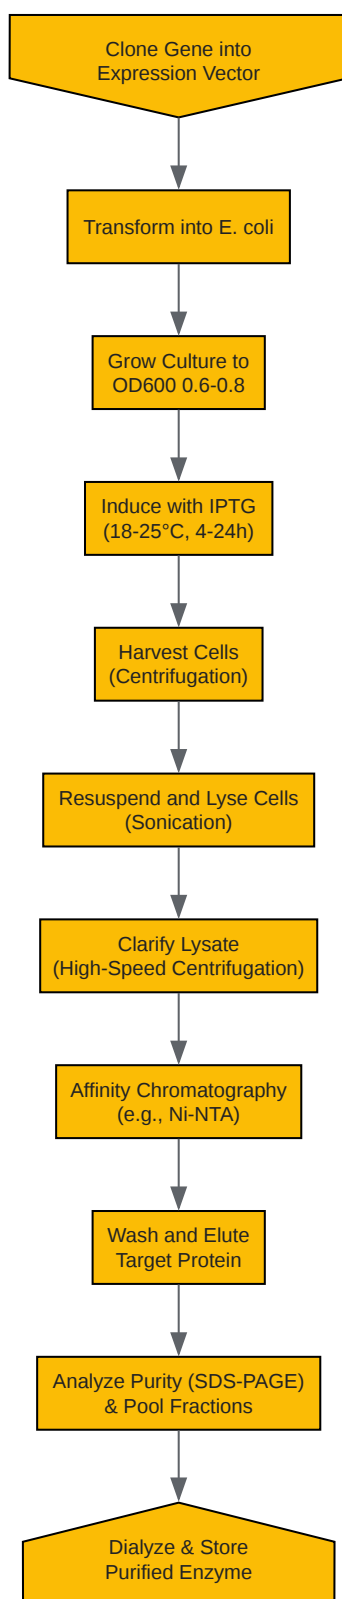 Clone Gene into
Expression Vector
Transform into E. coli
Grow Culture to
OD600 0.6-0.8
Induce with IPTG
(18-25°C, 4-24h)
Harvest Cells
(Centrifugation)
Resuspend and Lyse Cells
(Sonication)
Clarify Lysate
(High-Speed Centrifugation)
Affinity Chromatography
(e.g., Ni-NTA)
Wash and Elute
Target Protein
Analyze Purity (SDS-PAGE)
& Pool Fractions
Dialyze & Store
Purified Enzyme